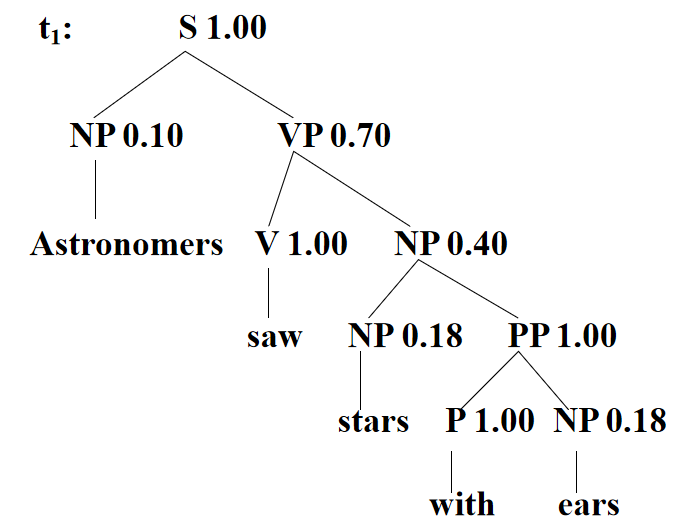 t₁: S 1.00
NP 0.10 VP 0.70
Astronomers V 1.00 NP 0.40
saw NP 0.18 PP 1.00
stars P 1.00 NP 0.18
with ears